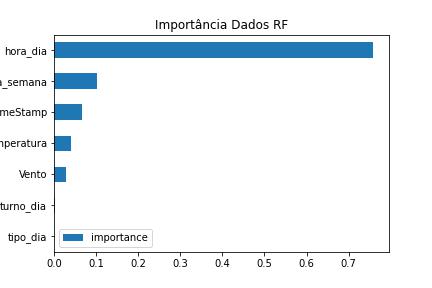 Importância Dados RF
hora_dia
a_semana
meStamp
mperatura
Vento
turno_dia
tipo_dia
importance
0.0 0.1 0.2 0.3 0.4 0.5 0.6 0.7